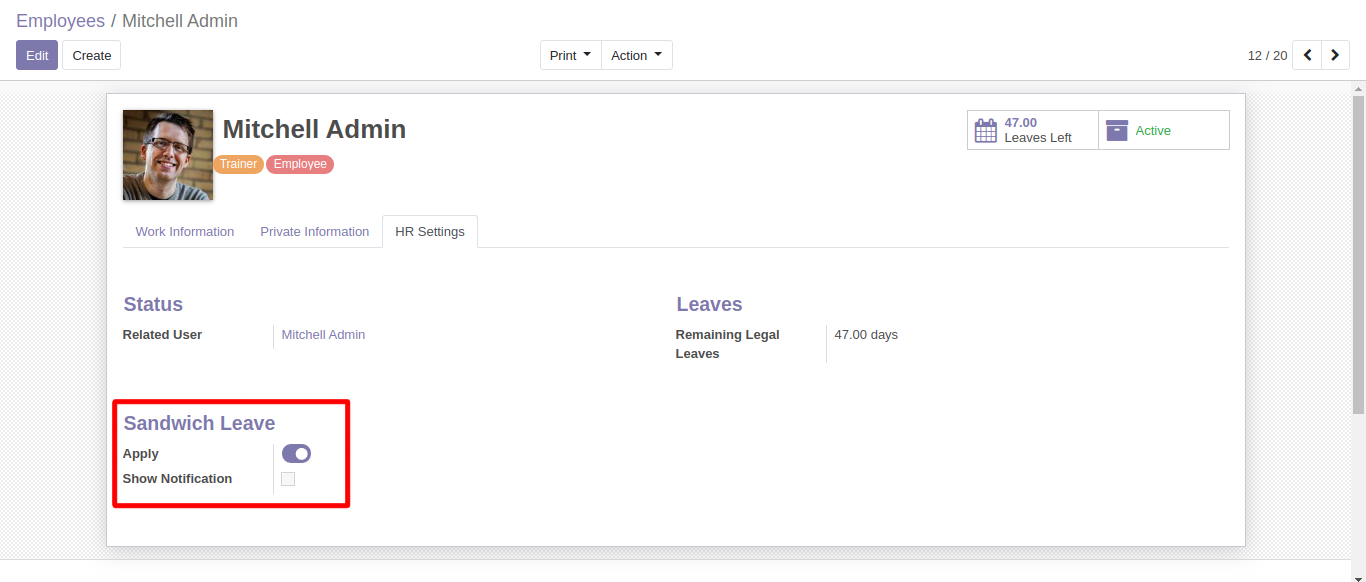 Employees / Mitchell Admin
Edit Create Print Action 12 / 20
Mitchell Admin
Trainer Employee
47.00
Leaves Left
Active
Work Information Private Information HR Settings
Status
Related User Mitchell Admin
Leaves
Remaining Legal 47.00 days
Leaves
Sandwich Leave
Apply
Show Notification